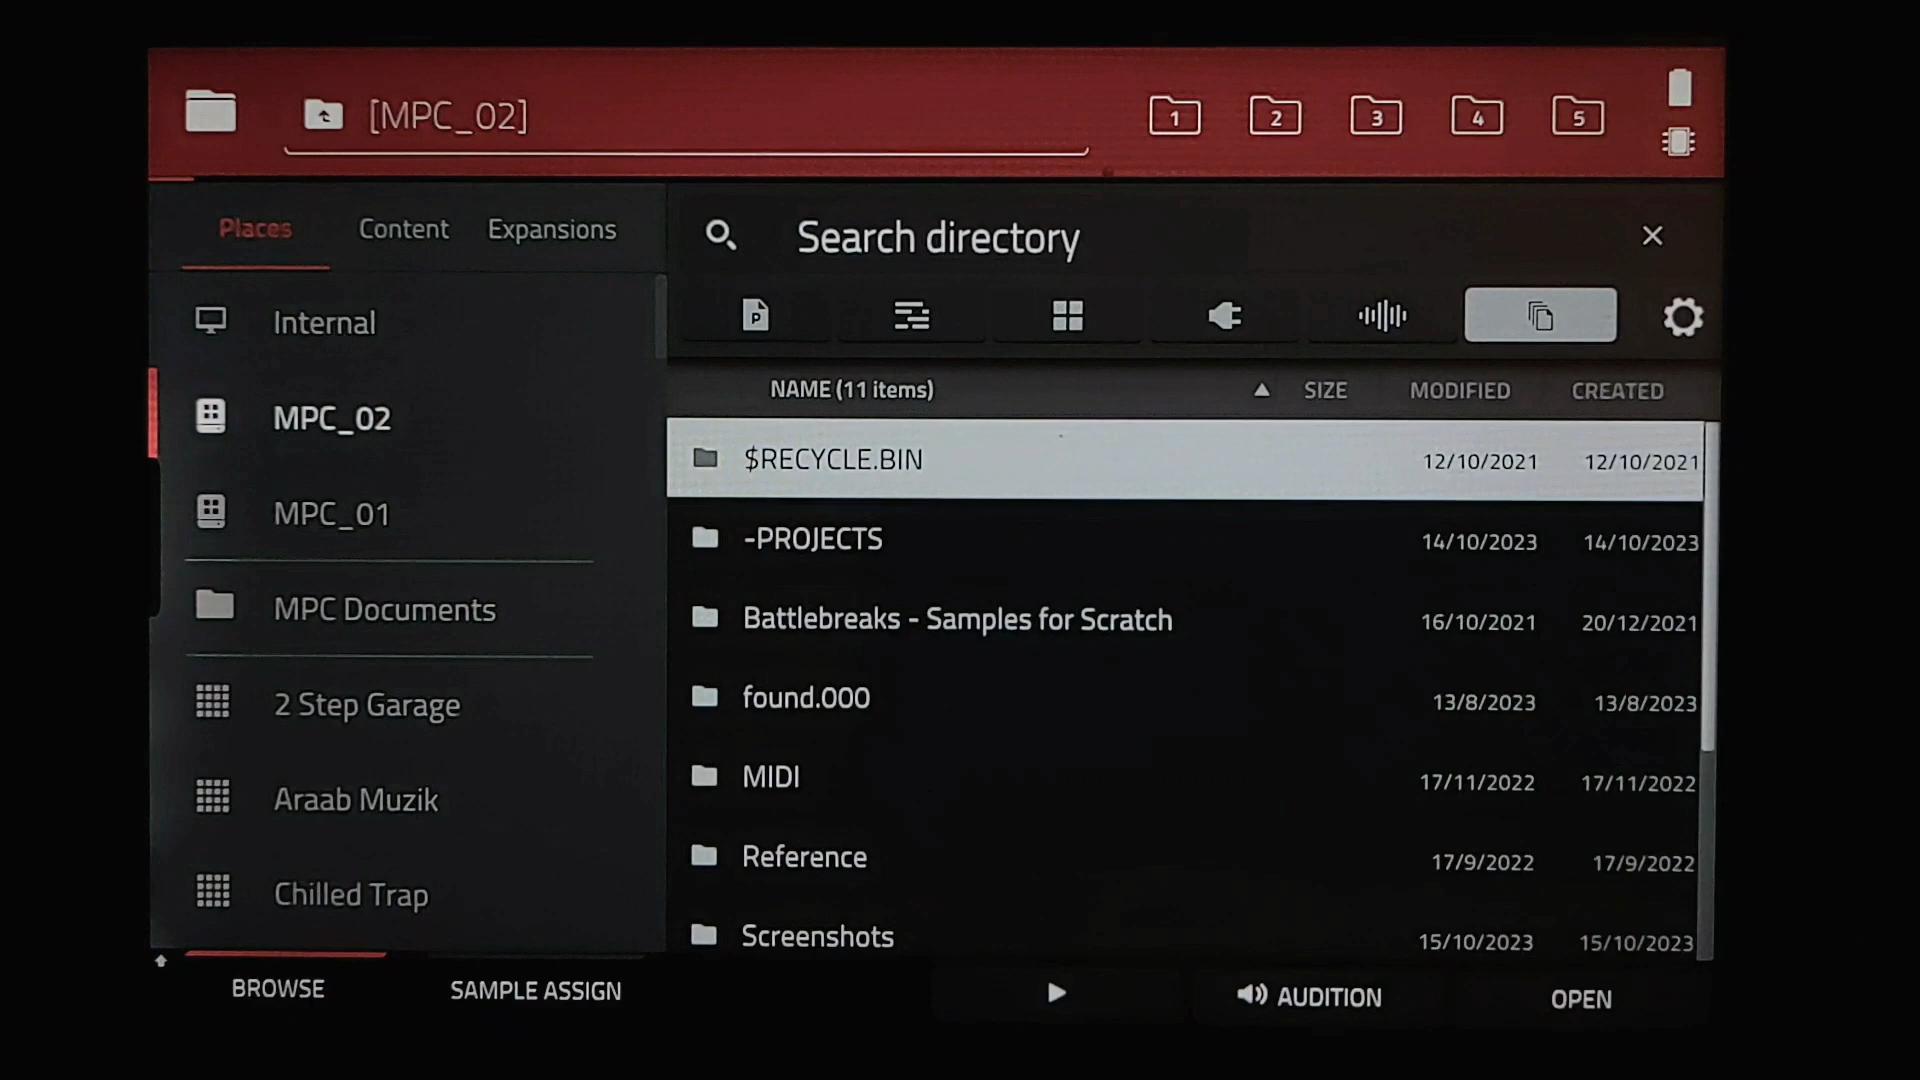 [MPC_02]
1 2 3 4 5
Places Content Expansions
Search directory
Internal
MPC_02
MPC_01
MPC Documents
2 Step Garage
Araab Muzik
Chilled Trap
P
NAME (11 items) SIZE MODIFIED CREATED
$RECYCLE.BIN 12/10/2021 12/10/2021
-PROJECTS 14/10/2023 14/10/2023
Battlebreaks - Samples for Scratch 16/10/2021 20/12/2021
found.000 13/8/2023 13/8/2023
MIDI 17/11/2022 17/11/2022
Reference 17/9/2022 17/9/2022
Screenshots 15/10/2023 15/10/2023
BROWSE SAMPLE ASSIGN AUDITION OPEN